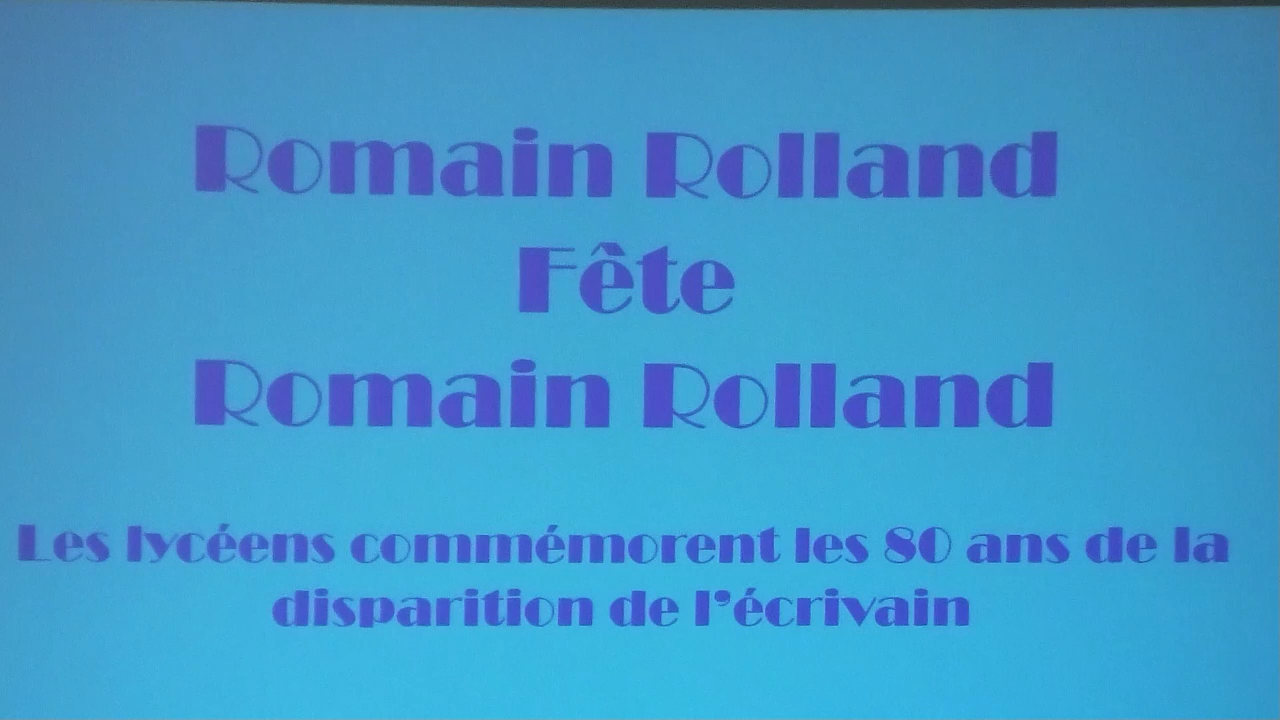 Romain Rolland
Fête
Romain Rolland
Les lycéens commémorent les 80 ans de la
disparition de l'écrivain